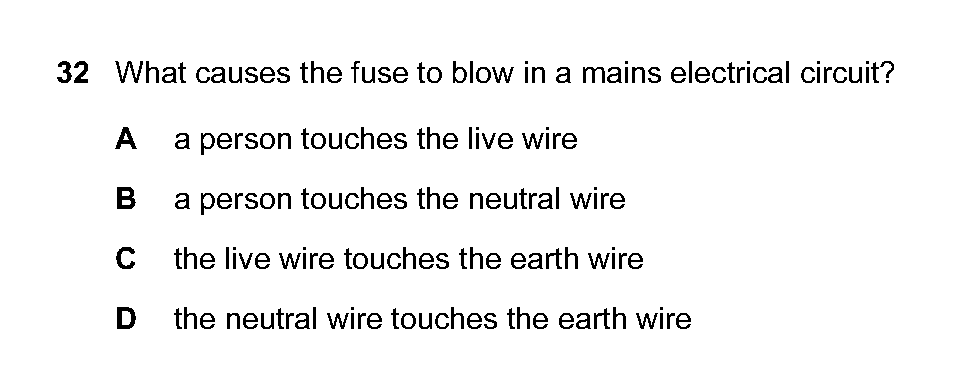 32 What causes the fuse to blow in a mains electrical circuit?
A a person touches the live wire
B a person touches the neutral wire
C the live wire touches the earth wire
D the neutral wire touches the earth wire